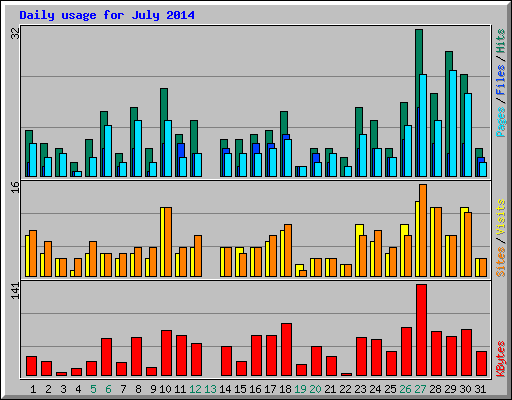 Daily usage for July 2014
32
Pages / Files / Hits
16
Sites / Visits
141
KBytes
1 2 3 4 5 6 7 8 9 10 11 12 13 14 15 16 17 18 19 20 21 22 23 24 25 26 27 28 29 30 31